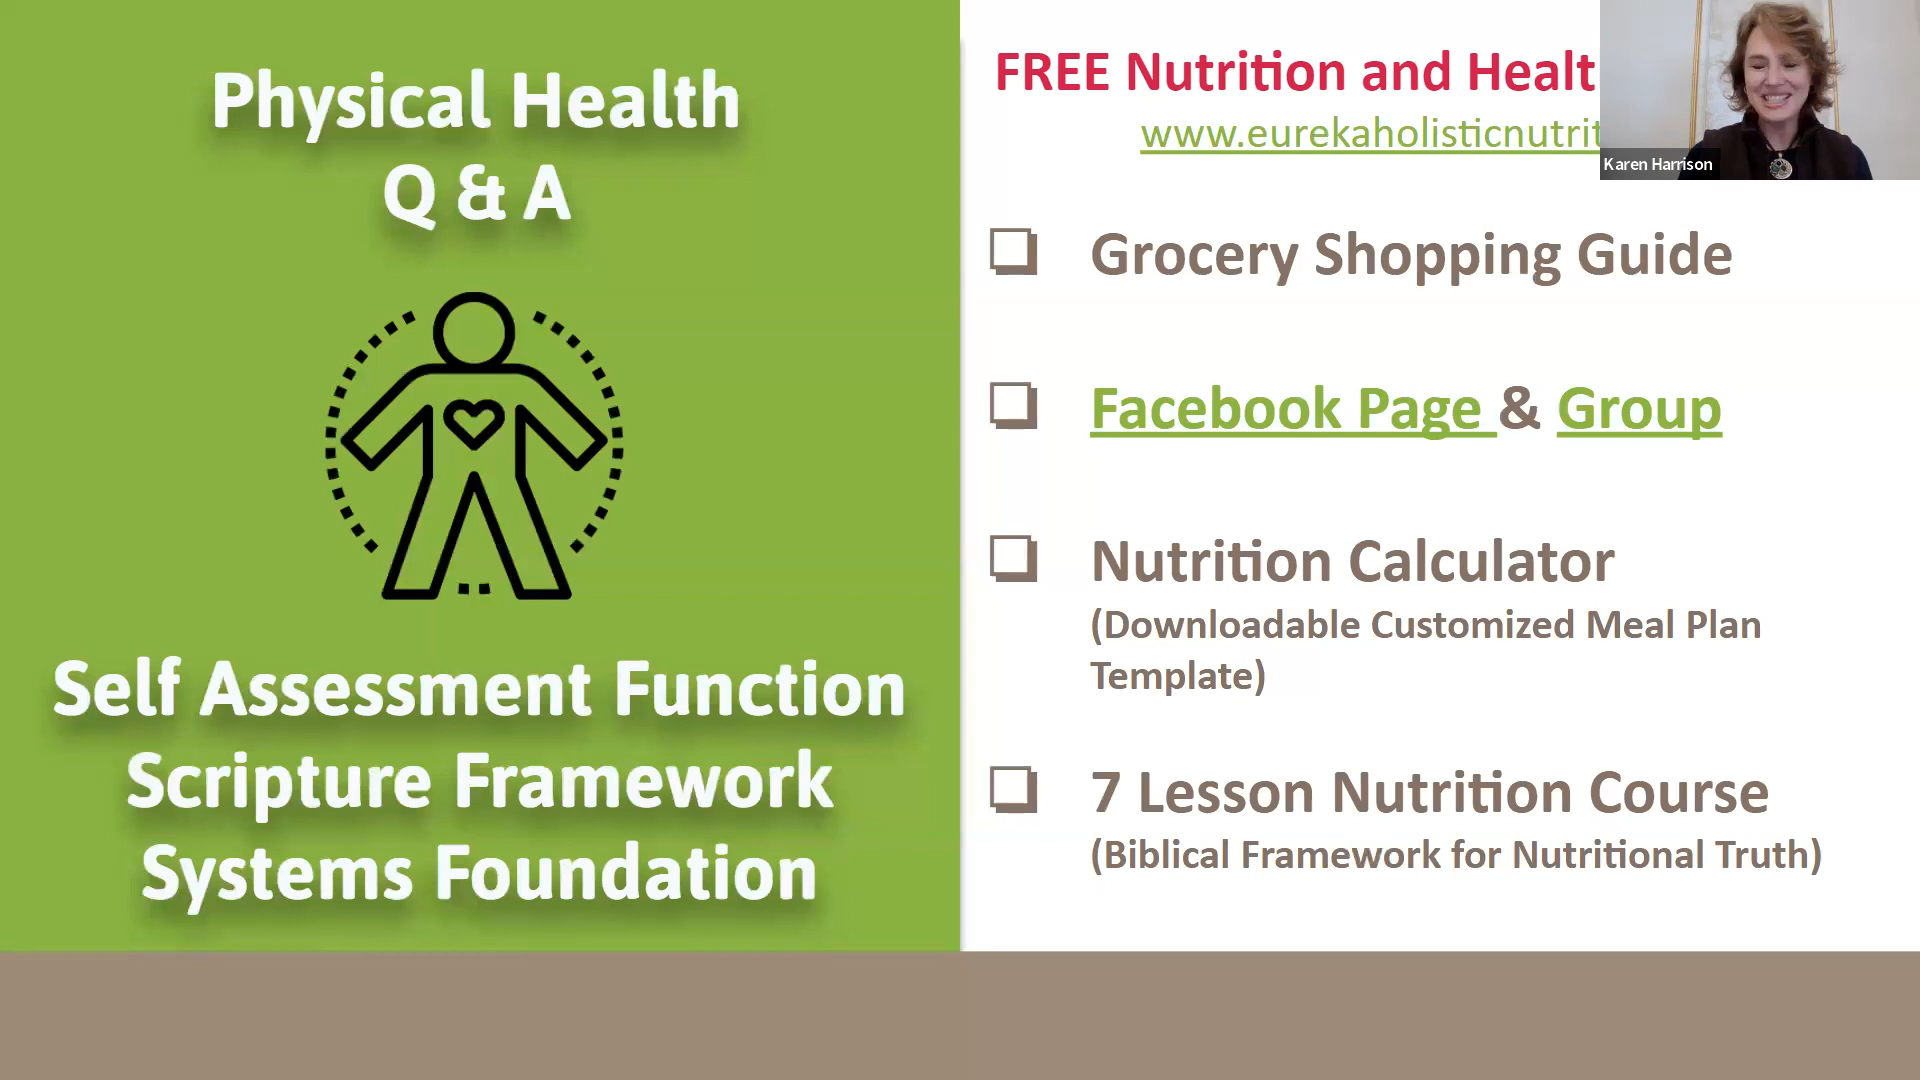 Physical Health
Q & A
Self Assessment Function
Scripture Framework
Systems Foundation
FREE Nutrition and Healt
www.eurekaholisticnutrit
Karen Harrison
Grocery Shopping Guide
Facebook Page & Group
Nutrition Calculator
(Downloadable Customized Meal Plan
Template)
7 Lesson Nutrition Course
(Biblical Framework for Nutritional Truth)